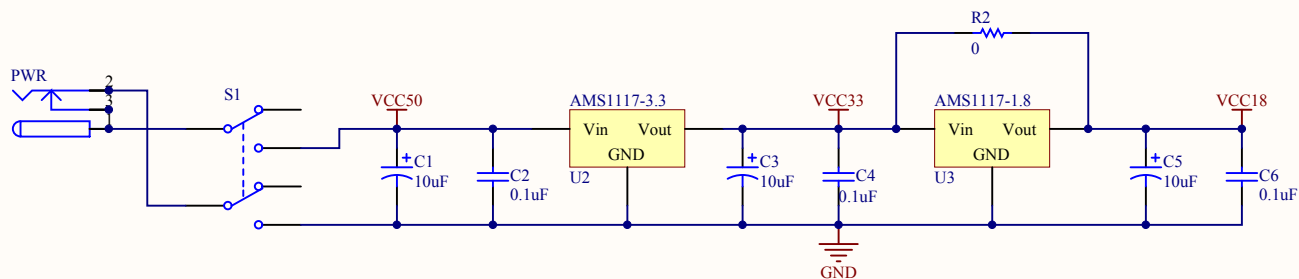 R2
0
PWR
2
3
S1
VCC50
AMS1117-3.3
VCC33
AMS1117-1.8
VCC18
Vin
Vout
GND
Vin
Vout
GND
C1
10uF
C2
0.1uF
U2
C3
10uF
C4
0.1uF
U3
C5
10uF
C6
0.1uF
GND